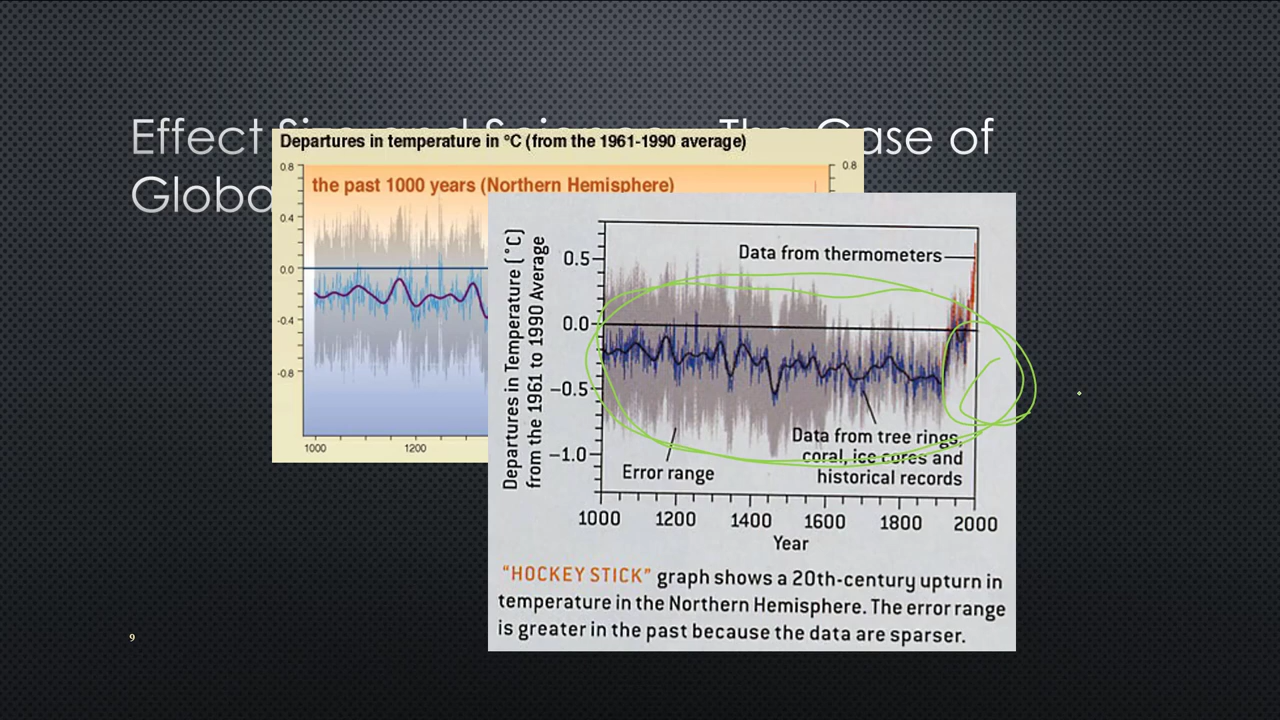 Effect Size and Science – The Case of
Globa
Departures in temperature in °C (from the 1961-1990 average)
0.8
0.8
the past 1000 years (Northern Hemisphere)
0.4
0.0
-0.4
-0.8
1000
1200
Departures in Temperature (˚C)
from the 1961 to 1990 Average
Data from thermometers
0.5
0.0
–0.5
–1.0
Data from tree rings,
coral, ice cores and
historical records
Error range
1000
1200
1400
1600
1800
2000
Year
“HOCKEY STICK” graph shows a 20th-century upturn in
temperature in the Northern Hemisphere. The error range
is greater in the past because the data are sparser.
9